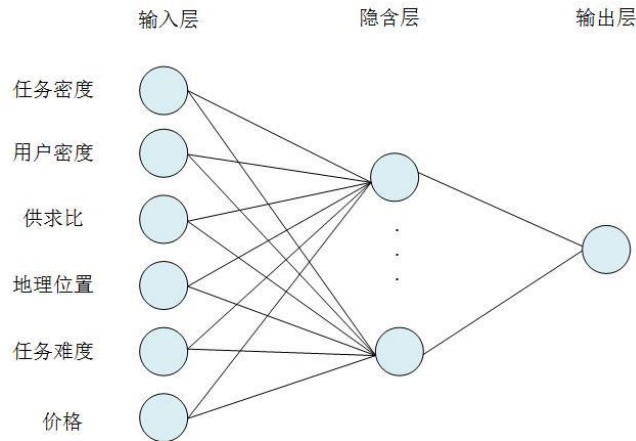 输入层 隐含层 输出层
任务密度
用户密度
供求比
地理位置
任务难度
价格